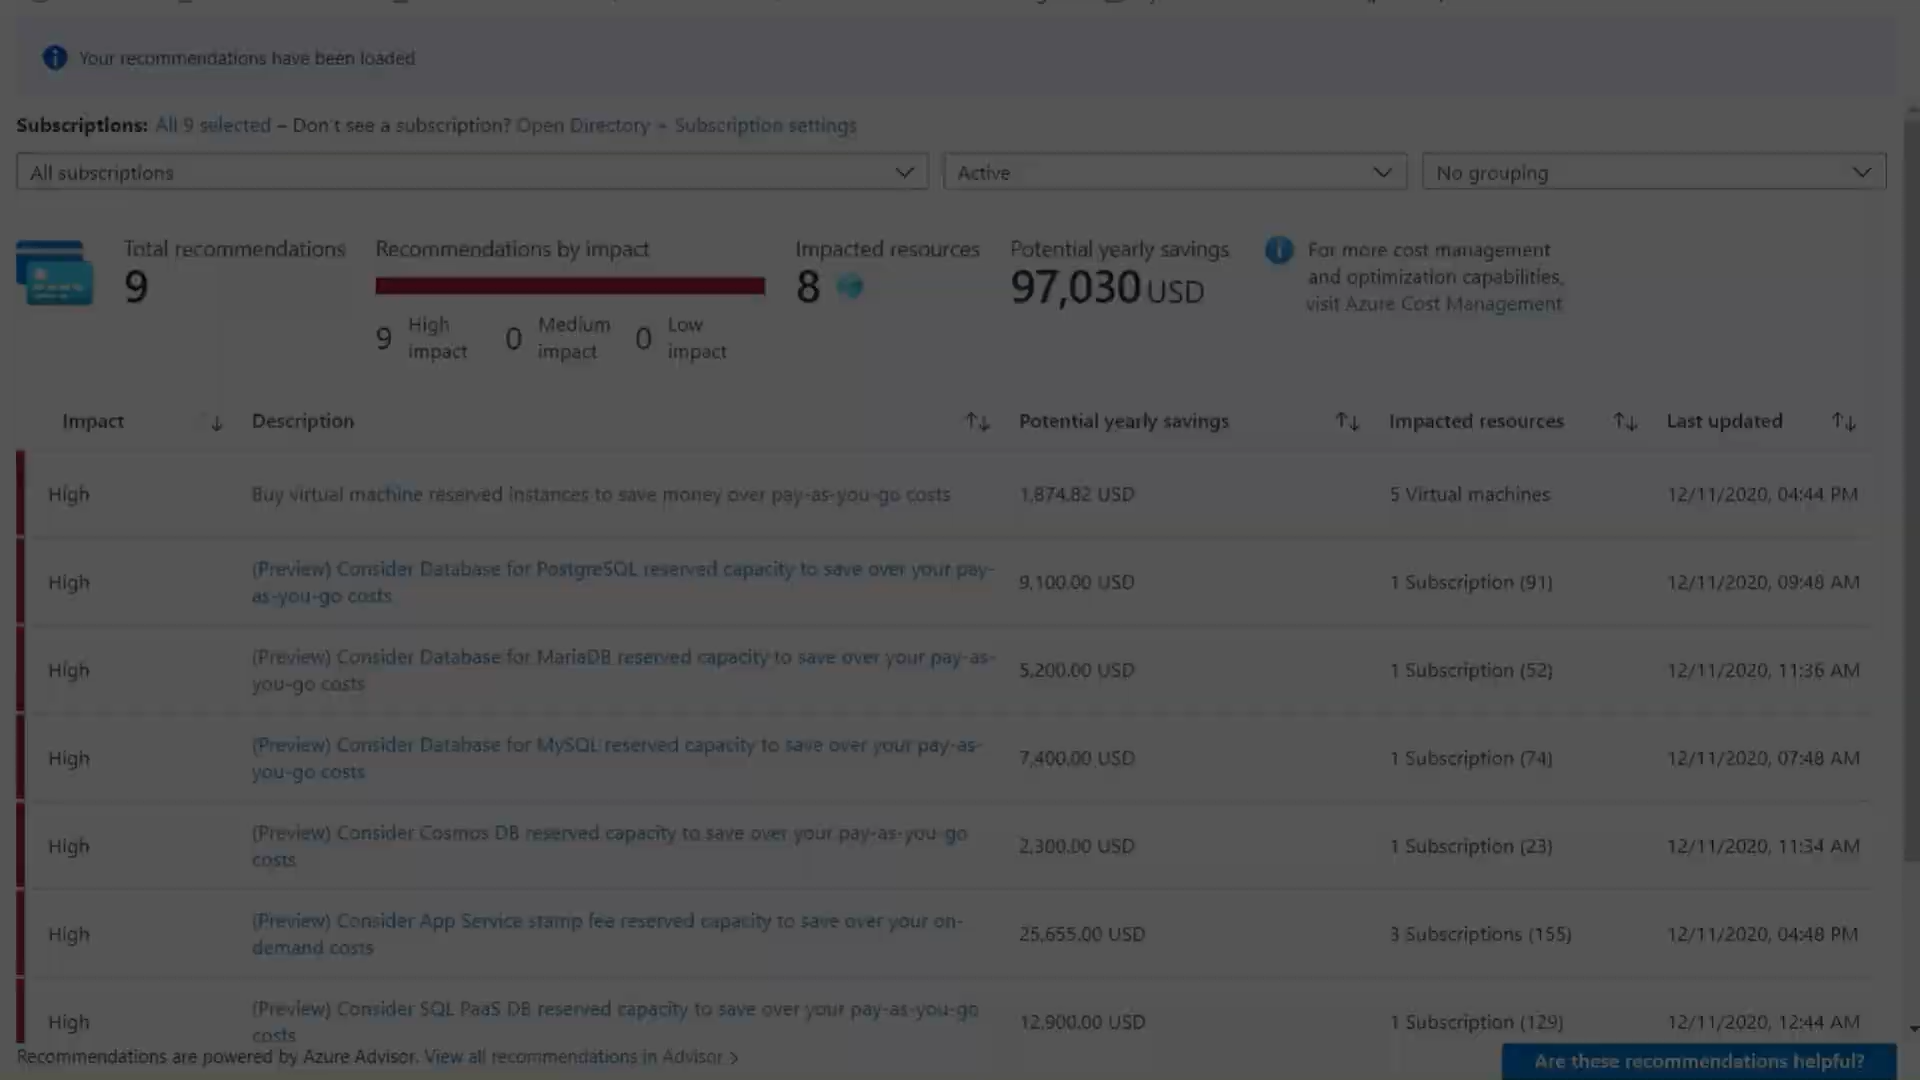 Your recommendations have been loaded
Subscriptions: All 9 selected – Don't see a subscription? Open Directory – Subscription settings
All subscriptions
Active
No grouping
Total recommendations
9
Recommendations by impact
9 High impact
0 Medium impact
0 Low impact
Impacted resources
8
Potential yearly savings
97,030 USD
For more cost management
and optimization capabilities,
visit Azure Cost Management
Impact Description Potential yearly savings Impacted resources Last updated
High Buy virtual machine reserved instances to save money over pay-as-you-go costs 1,874.82 USD 5 Virtual machines 12/11/2020, 04:44 PM
High (Preview) Consider Database for PostgreSQL reserved capacity to save over your pay-
as-you-go costs 9,100.00 USD 1 Subscription (91) 12/11/2020, 09:48 AM
High (Preview) Consider Database for MariaDB reserved capacity to save over your pay-as-
you-go costs 5,200.00 USD 1 Subscription (52) 12/11/2020, 11:36 AM
High (Preview) Consider Database for MySQL reserved capacity to save over your pay-as-
you-go costs 7,400.00 USD 1 Subscription (74) 12/11/2020, 07:48 AM
High (Preview) Consider Cosmos DB reserved capacity to save over your pay-as-you-go
costs 2,300.00 USD 1 Subscription (23) 12/11/2020, 11:34 AM
High (Preview) Consider App Service stamp fee reserved capacity to save over your on-
demand costs 25,655.00 USD 3 Subscriptions (155) 12/11/2020, 04:48 PM
High (Preview) Consider SQL PaaS DB reserved capacity to save over your pay-as-you-go
costs 12,900.00 USD 1 Subscription (129) 12/11/2020, 12:44 AM
Recommendations are powered by Azure Advisor. View all recommendations in Advisor >
Are these recommendations helpful?